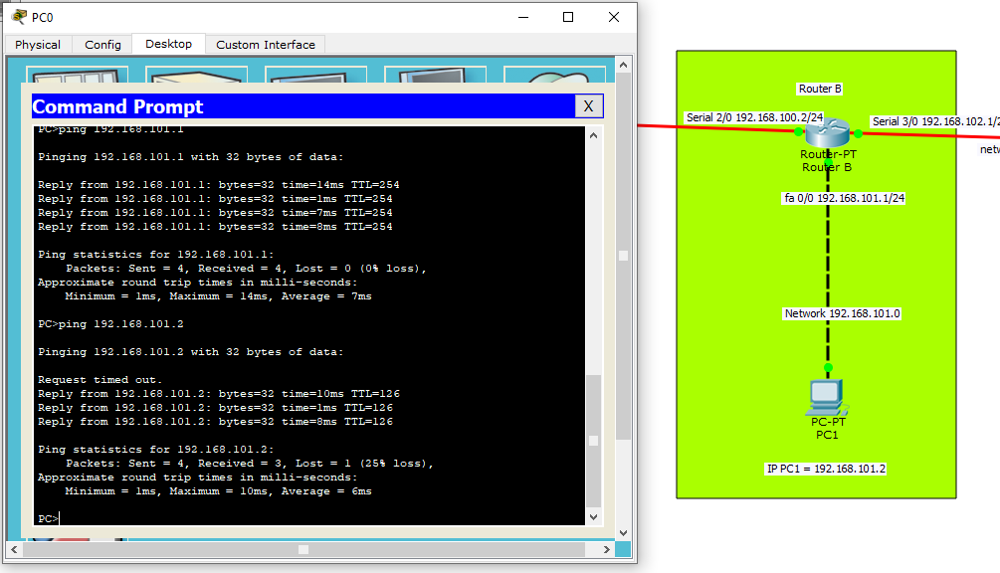 PC0
Physical Config Desktop Custom Interface
Command Prompt X
PC>ping 192.168.101.1
Pinging 192.168.101.1 with 32 bytes of data:
Reply from 192.168.101.1: bytes=32 time=14ms TTL=254
Reply from 192.168.101.1: bytes=32 time=1ms TTL=254
Reply from 192.168.101.1: bytes=32 time=7ms TTL=254
Reply from 192.168.101.1: bytes=32 time=8ms TTL=254
Ping statistics for 192.168.101.1:
Packets: Sent = 4, Received = 4, Lost = 0 (0% loss),
Approximate round trip times in milli-seconds:
Minimum = 1ms, Maximum = 14ms, Average = 7ms
PC>ping 192.168.101.2
Pinging 192.168.101.2 with 32 bytes of data:
Request timed out.
Reply from 192.168.101.2: bytes=32 time=10ms TTL=126
Reply from 192.168.101.2: bytes=32 time=1ms TTL=126
Reply from 192.168.101.2: bytes=32 time=8ms TTL=126
Ping statistics for 192.168.101.2:
Packets: Sent = 4, Received = 3, Lost = 1 (25% loss),
Approximate round trip times in milli-seconds:
Minimum = 1ms, Maximum = 10ms, Average = 6ms
PC>
Router B
Serial 2/0 192.168.100.2/24
Serial 3/0 192.168.102.1/2
netw
Router-PT
Router B
fa 0/0 192.168.101.1/24
Network 192.168.101.0
PC-PT
PC1
IP PC1 = 192.168.101.2